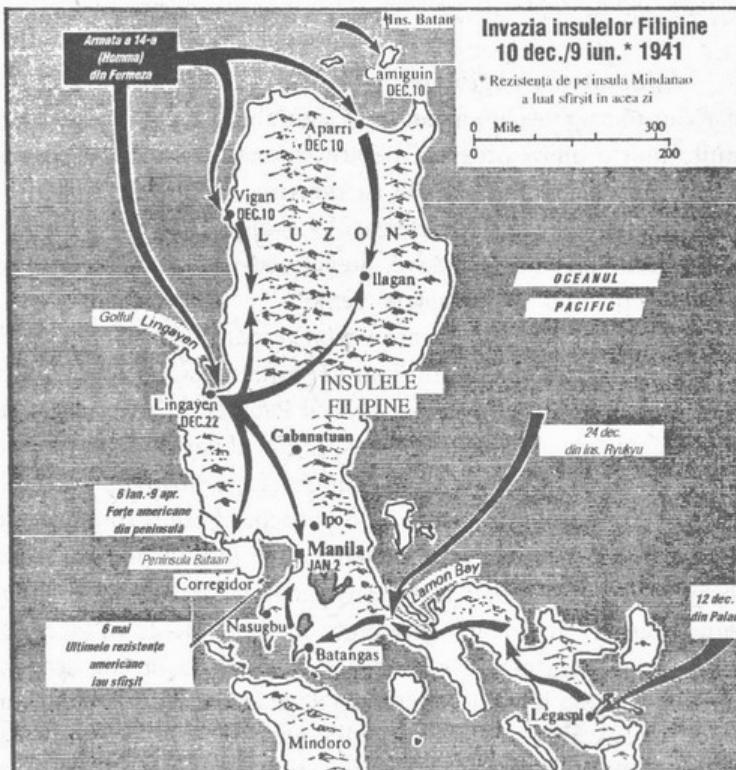 Invazia insulelor Filipine
10 dec./9 iun.* 1941
* Rezistența de pe insula Mindanao
a luat sfîrșit in acea zi
0 Mile 300
0 200
Armata a 14-a
(Homma)
din Formoza
Ins. Batan
Camiguin
DEC.10
Aparri
DEC 10
Vigan
DEC.10
LUZON
Ilagan
OCEANUL
PACIFIC
Golful Lingayen
Lingayen
DEC.22
INSULELE
FILIPINE
Cabanatuan
24 dec.
din ins. Ryukyu
6 ian.-9 apr.
Forțe americane
din peninsulă
Ipo
Manila
JAN 2
Peninsula Bataan
Corregidor
Lamon Bay
12 dec.
din Palau
6 mai
Ultimele rezistențe
americane
iau sfîrșit
Nasugbu
Batangas
Legaspi
Mindoro